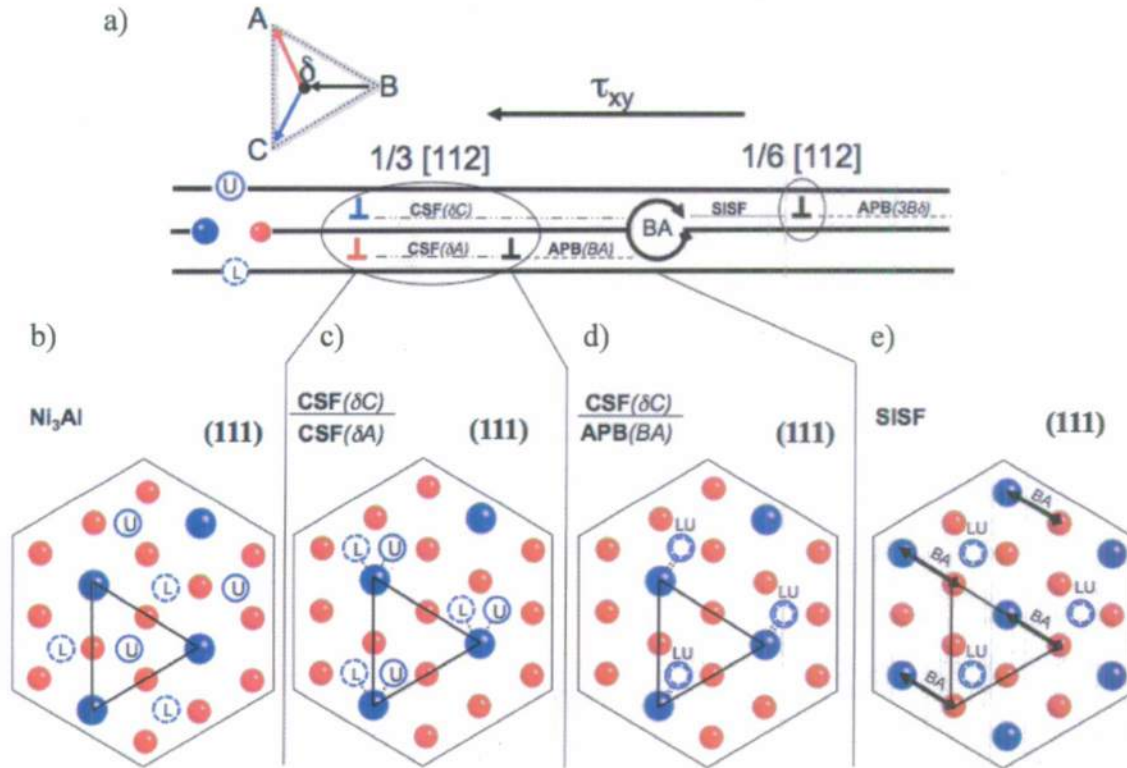 a)
A
δ
B
C
τxy
1/3 [112]
1/6 [112]
U
CSF(δC)
BA
SISF
APB(3Bδ)
CSF(δA)
APB(BA)
L
b)
c)
d)
e)
Ni₃Al
CSF(δC)
CSF(δA)
CSF(δC)
APB(BA)
SISF
(111)
(111)
(111)
(111)
U
L
U
L
U
L
L
U
L
U
L
U
LU
LU
LU
BA
LU
BA
LU
BA
LU
BA